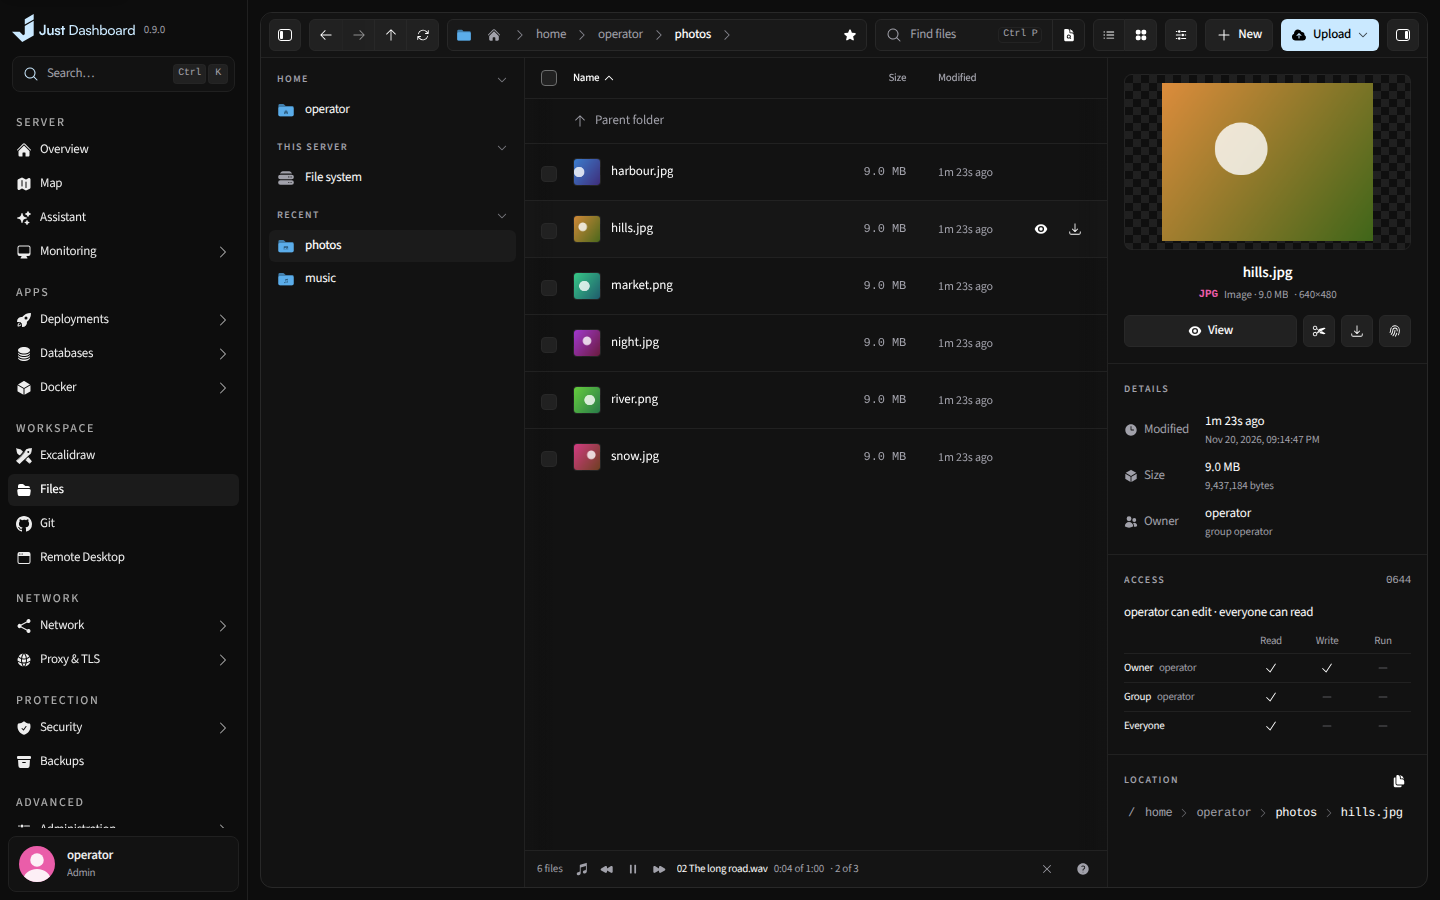 Just Dashboard 0.9.0
Search... Ctrl K
SERVER
Overview
Map
Assistant
Monitoring
APPS
Deployments
Databases
Docker
WORKSPACE
Excalidraw
Files
Git
Remote Desktop
NETWORK
Network
Proxy & TLS
PROTECTION
Security
Backups
ADVANCED
Administration
operator
Admin
home operator photos
Find files Ctrl P
New
Upload
HOME
operator
THIS SERVER
File system
RECENT
photos
music
Name Size Modified
Parent folder
harbour.jpg 9.0 MB 1m 23s ago
hills.jpg 9.0 MB 1m 23s ago
market.png 9.0 MB 1m 23s ago
night.jpg 9.0 MB 1m 23s ago
river.png 9.0 MB 1m 23s ago
snow.jpg 9.0 MB 1m 23s ago
6 files 02 The long road.wav 0:04 of 1:00 · 2 of 3
hills.jpg
JPG Image · 9.0 MB · 640×480
View
DETAILS
Modified 1m 23s ago
Nov 20, 2026, 09:14:47 PM
Size 9.0 MB
9,437,184 bytes
Owner operator
group operator
ACCESS 0644
operator can edit · everyone can read
Read Write Run
Owner operator
Group operator
Everyone
LOCATION
/ home operator photos hills.jpg